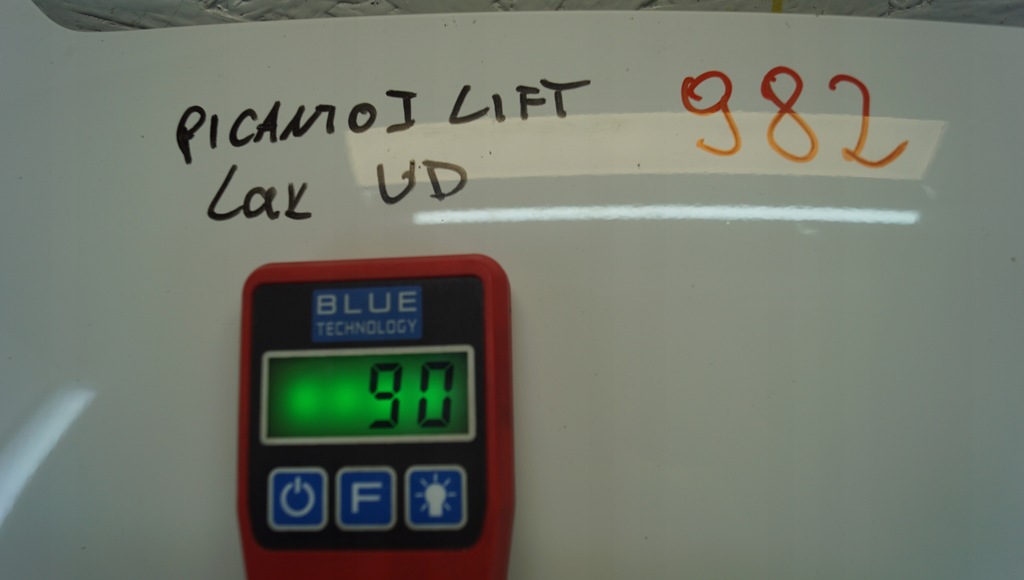 PICANTO I LIFT 982
Lak UD
BLUE
TECHNOLOGY
90
F